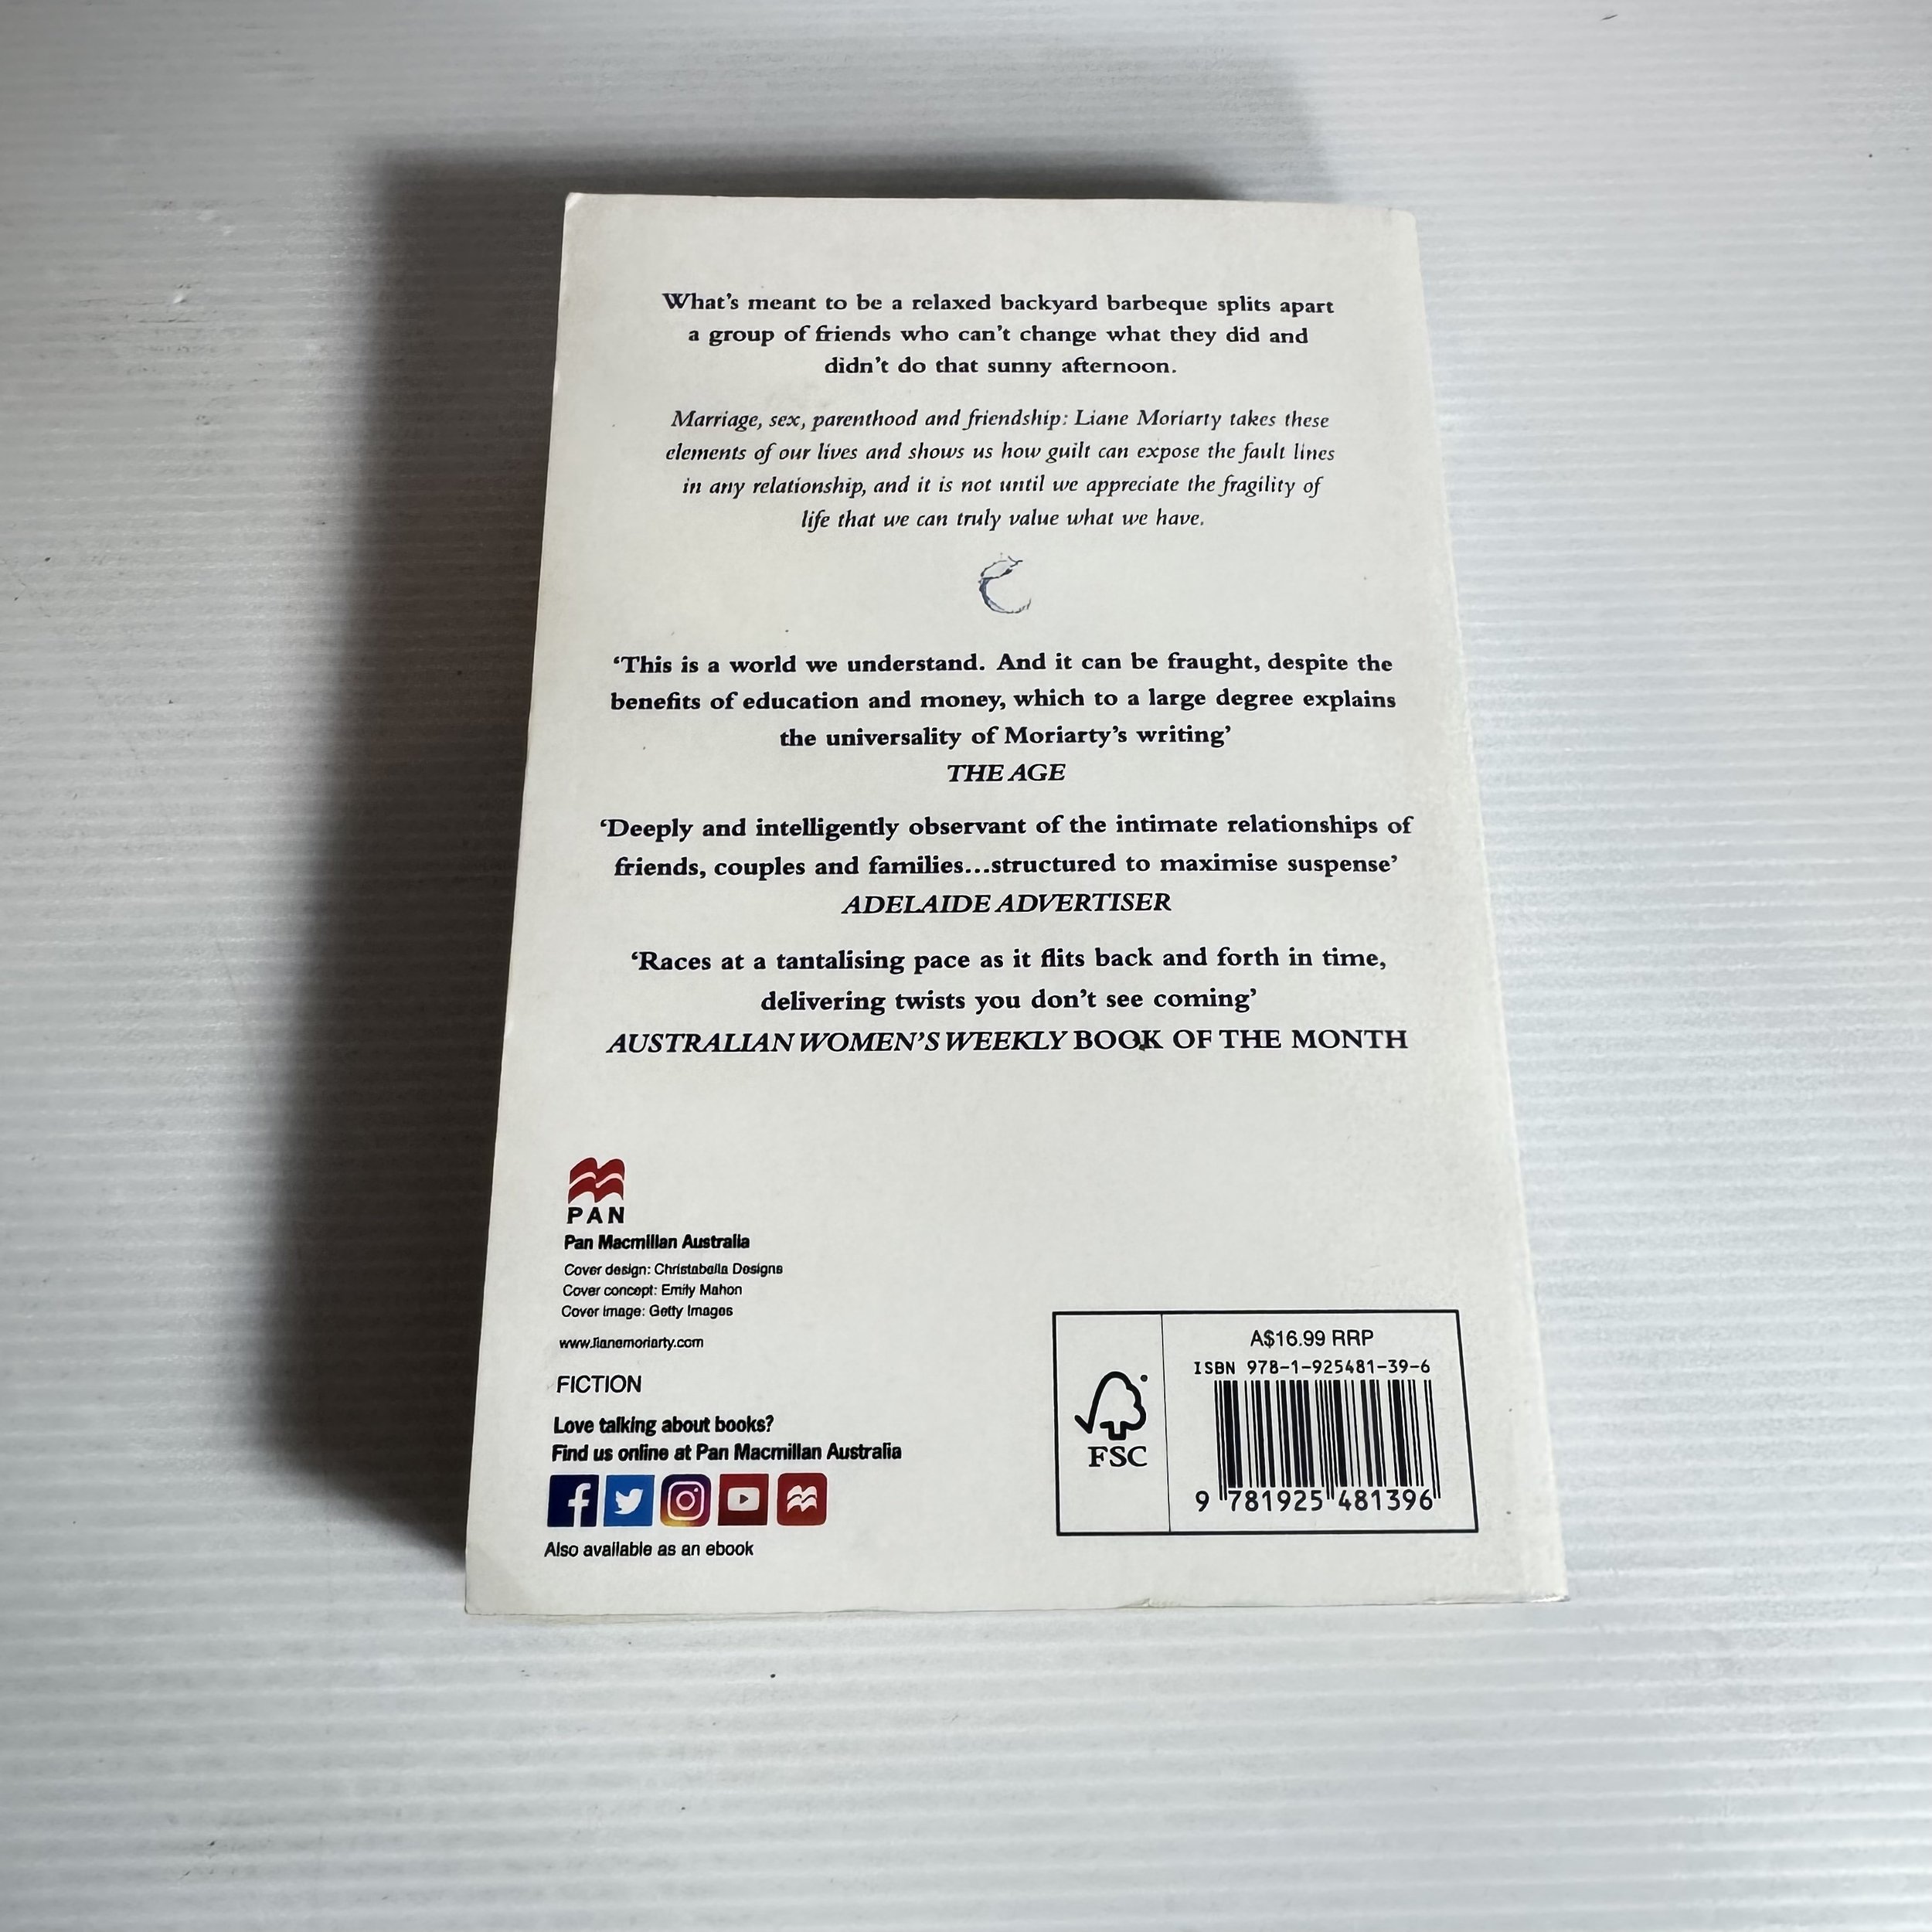 What's meant to be a relaxed backyard barbeque splits apart
a group of friends who can't change what they did and
didn't do that sunny afternoon.
Marriage, sex, parenthood and friendship: Liane Moriarty takes these
elements of our lives and shows us how guilt can expose the fault lines
in any relationship, and it is not until we appreciate the fragility of
life that we can truly value what we have.
‘This is a world we understand. And it can be fraught, despite the
benefits of education and money, which to a large degree explains
the universality of Moriarty’s writing’
THE AGE
‘Deeply and intelligently observant of the intimate relationships of
friends, couples and families...structured to maximise suspense’
ADELAIDE ADVERTISER
‘Races at a tantalising pace as it flits back and forth in time,
delivering twists you don’t see coming’
AUSTRALIAN WOMEN’S WEEKLY BOOK OF THE MONTH
PAN
Pan Macmillan Australia
Cover design: Christabella Designs
Cover concept: Emily Mahon
Cover image: Getty Images
www.lianemoriarty.com
FICTION
Love talking about books?
Find us online at Pan Macmillan Australia
Also available as an ebook
FSC
A$16.99 RRP
ISBN 978-1-925481-39-6
9 781925 481396